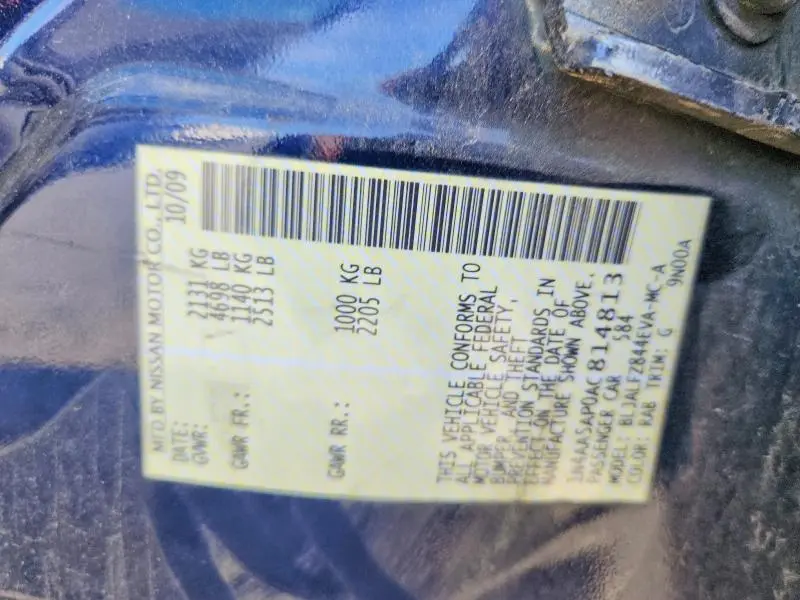 MFD BY NISSAN MOTOR CO., LTD.
DATE: 10/09
GVWR: 2131 KG
4698 LB
GAWR FR.: 1140 KG
2513 LB
GAWR RR.: 1000 KG
2205 LB
THIS VEHICLE CONFORMS TO
ALL APPLICABLE FEDERAL
MOTOR VEHICLE SAFETY,
BUMPER, AND THEFT
PREVENTION STANDARDS IN
EFFECT ON THE DATE OF
MANUFACTURE SHOWN ABOVE.
1N4AA5AP0AC814813
PASSENGER CAR 584
MODEL: BLJALFZ844EVA-MC-A
COLOR: RAB TRIM: G 9N00A